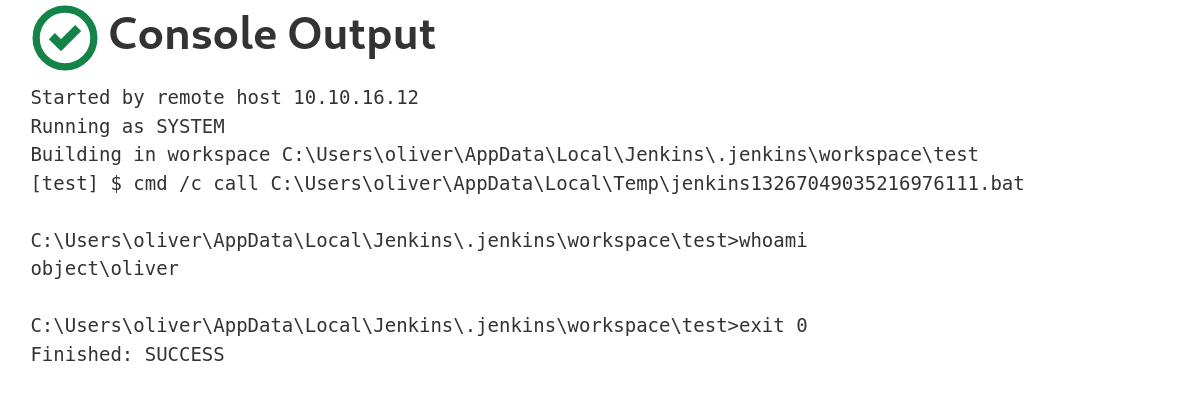 Console Output
Started by remote host 10.10.16.12
Running as SYSTEM
Building in workspace C:\Users\oliver\AppData\Local\Jenkins\.jenkins\workspace\test
[test] $ cmd /c call C:\Users\oliver\AppData\Local\Temp\jenkins13267049035216976111.bat
C:\Users\oliver\AppData\Local\Jenkins\.jenkins\workspace\test>whoami
object\oliver
C:\Users\oliver\AppData\Local\Jenkins\.jenkins\workspace\test>exit 0
Finished: SUCCESS